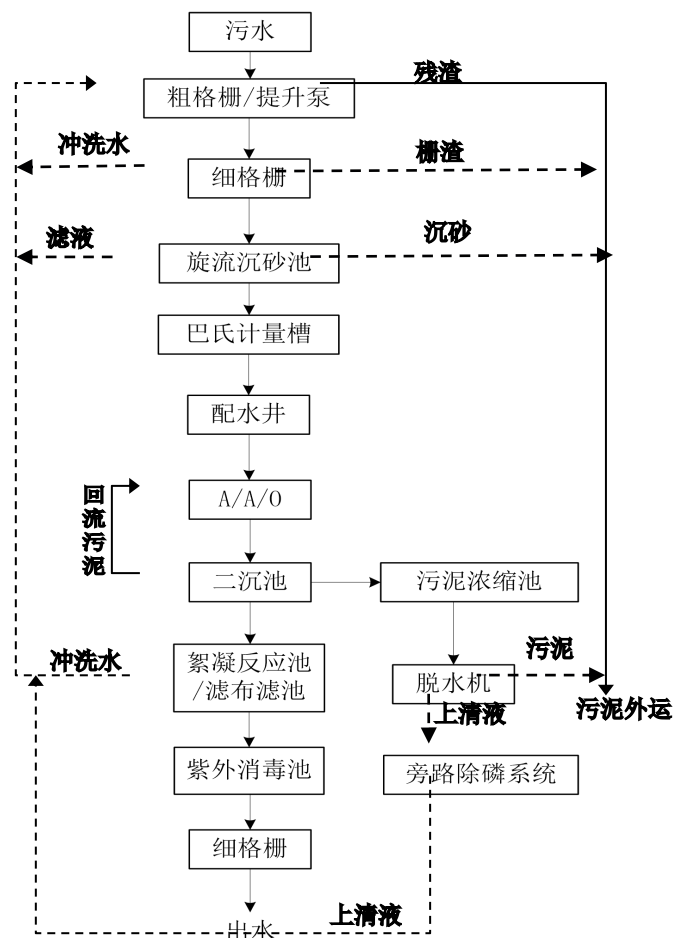 污水
残渣
粗格栅/提升泵
冲洗水
栅渣
细格栅
沉砂
滤液
旋流沉砂池
巴氏计量槽
配水井
A/A/O
回流污泥
二沉池
污泥浓缩池
冲洗水
絮凝反应池
/滤布滤池
污泥
脱水机
污泥外运
上清液
紫外消毒池
旁路除磷系统
细格栅
上清液
出水